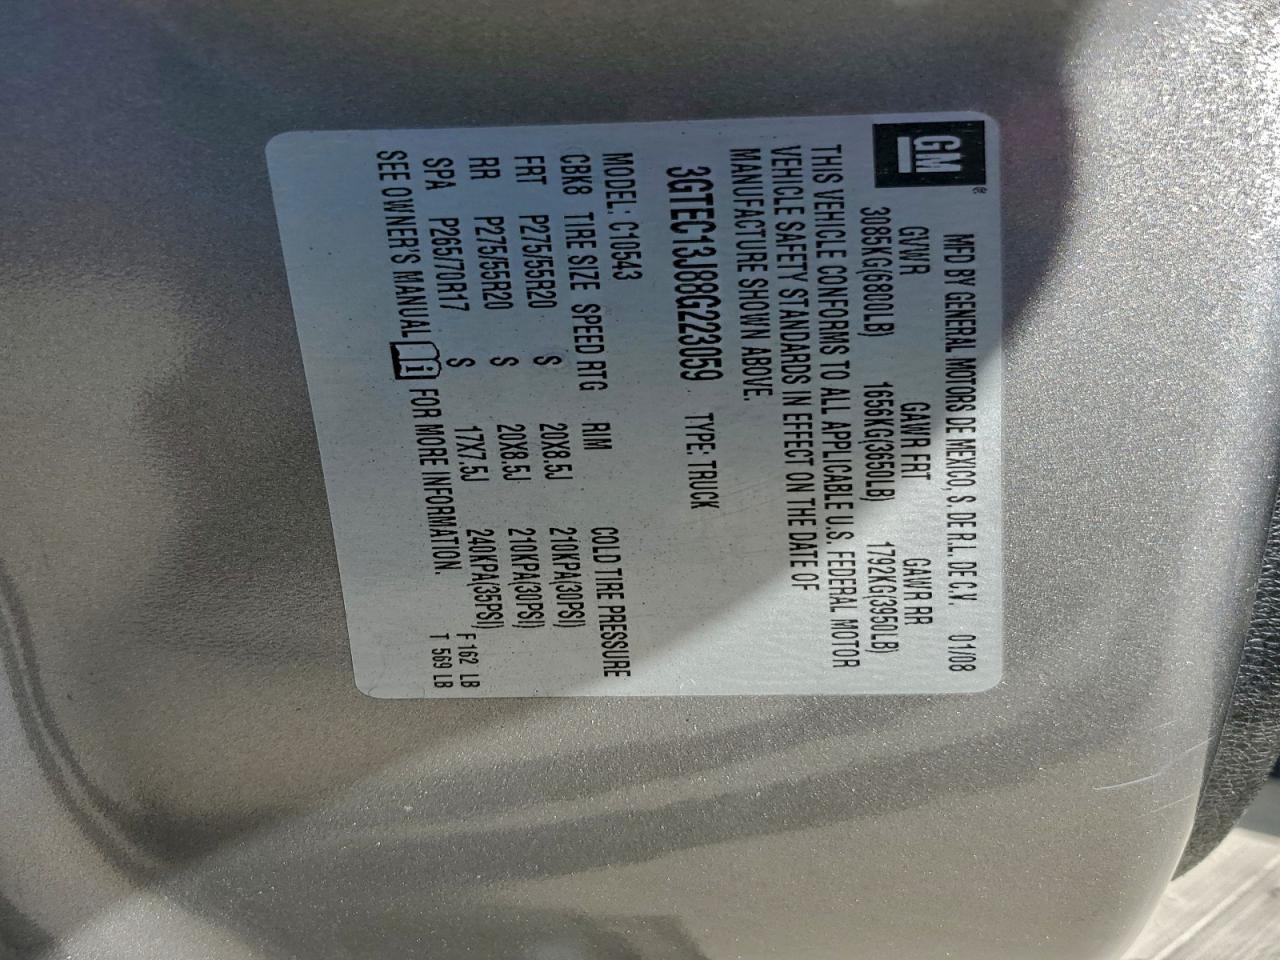 GM ®
MFD BY GENERAL MOTORS DE MEXICO, S. DE R.L. DE C.V. 01/08
GVWR GAWR FRT GAWR RR
3085KG(6800LB) 1656KG(3650LB) 1792KG(3950LB)
THIS VEHICLE CONFORMS TO ALL APPLICABLE U.S. FEDERAL MOTOR
VEHICLE SAFETY STANDARDS IN EFFECT ON THE DATE OF
MANUFACTURE SHOWN ABOVE.
3GTEC13J88G223059 TYPE: TRUCK
MODEL: C10543
CBK8 TIRE SIZE SPEED RTG RIM COLD TIRE PRESSURE
FRT P275/55R20 S 20X8.5J 210KPA(30PSI)
RR P275/55R20 S 20X8.5J 210KPA(30PSI)
SPA P265/70R17 S 17X7.5J 240KPA(35PSI)
SEE OWNER'S MANUAL FOR MORE INFORMATION.
F 162 LB
T 569 LB